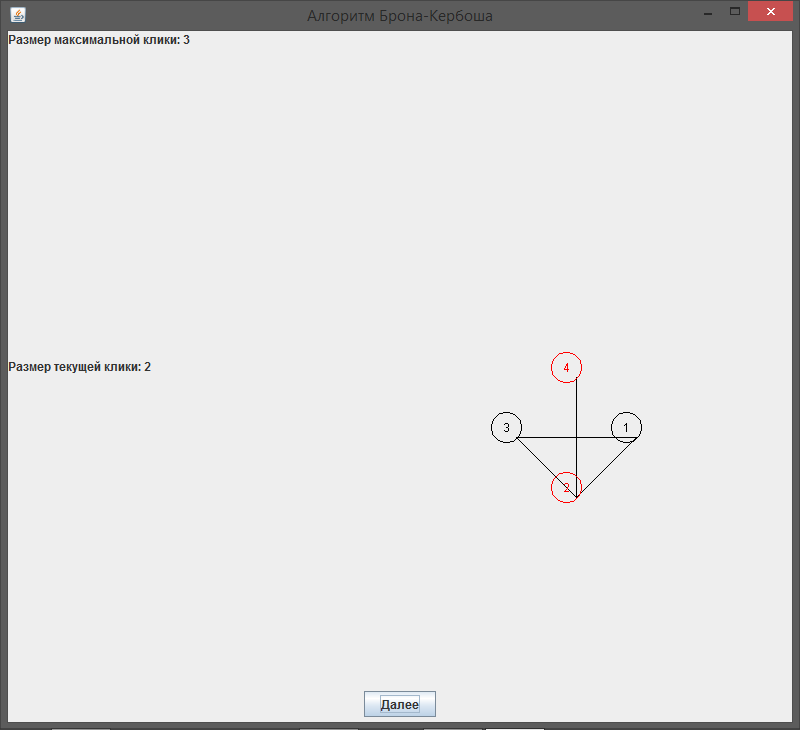 Алгоритм Брона-Кербоша
Размер максимальной клики: 3
Размер текущей клики: 2
4
3
1
2
Далее